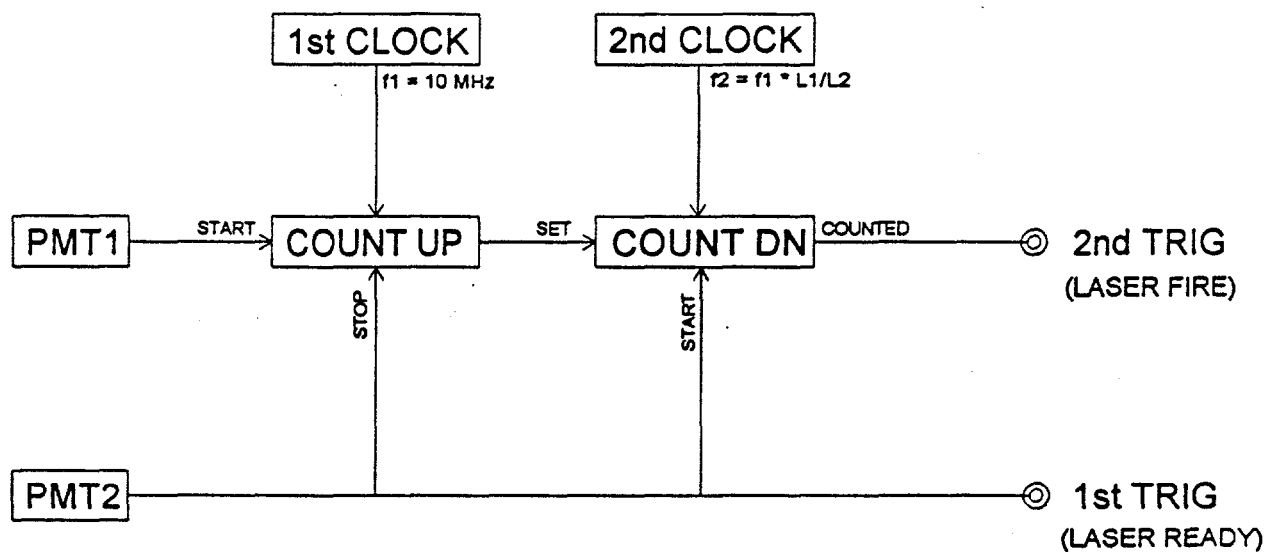 1st CLOCK
2nd CLOCK
f1 = 10 MHz
f2 = f1 * L1/L2
PMT1
START
COUNT UP
SET
COUNT DN
COUNTED
2nd TRIG
(LASER FIRE)
STOP
START
PMT2
1st TRIG
(LASER READY)